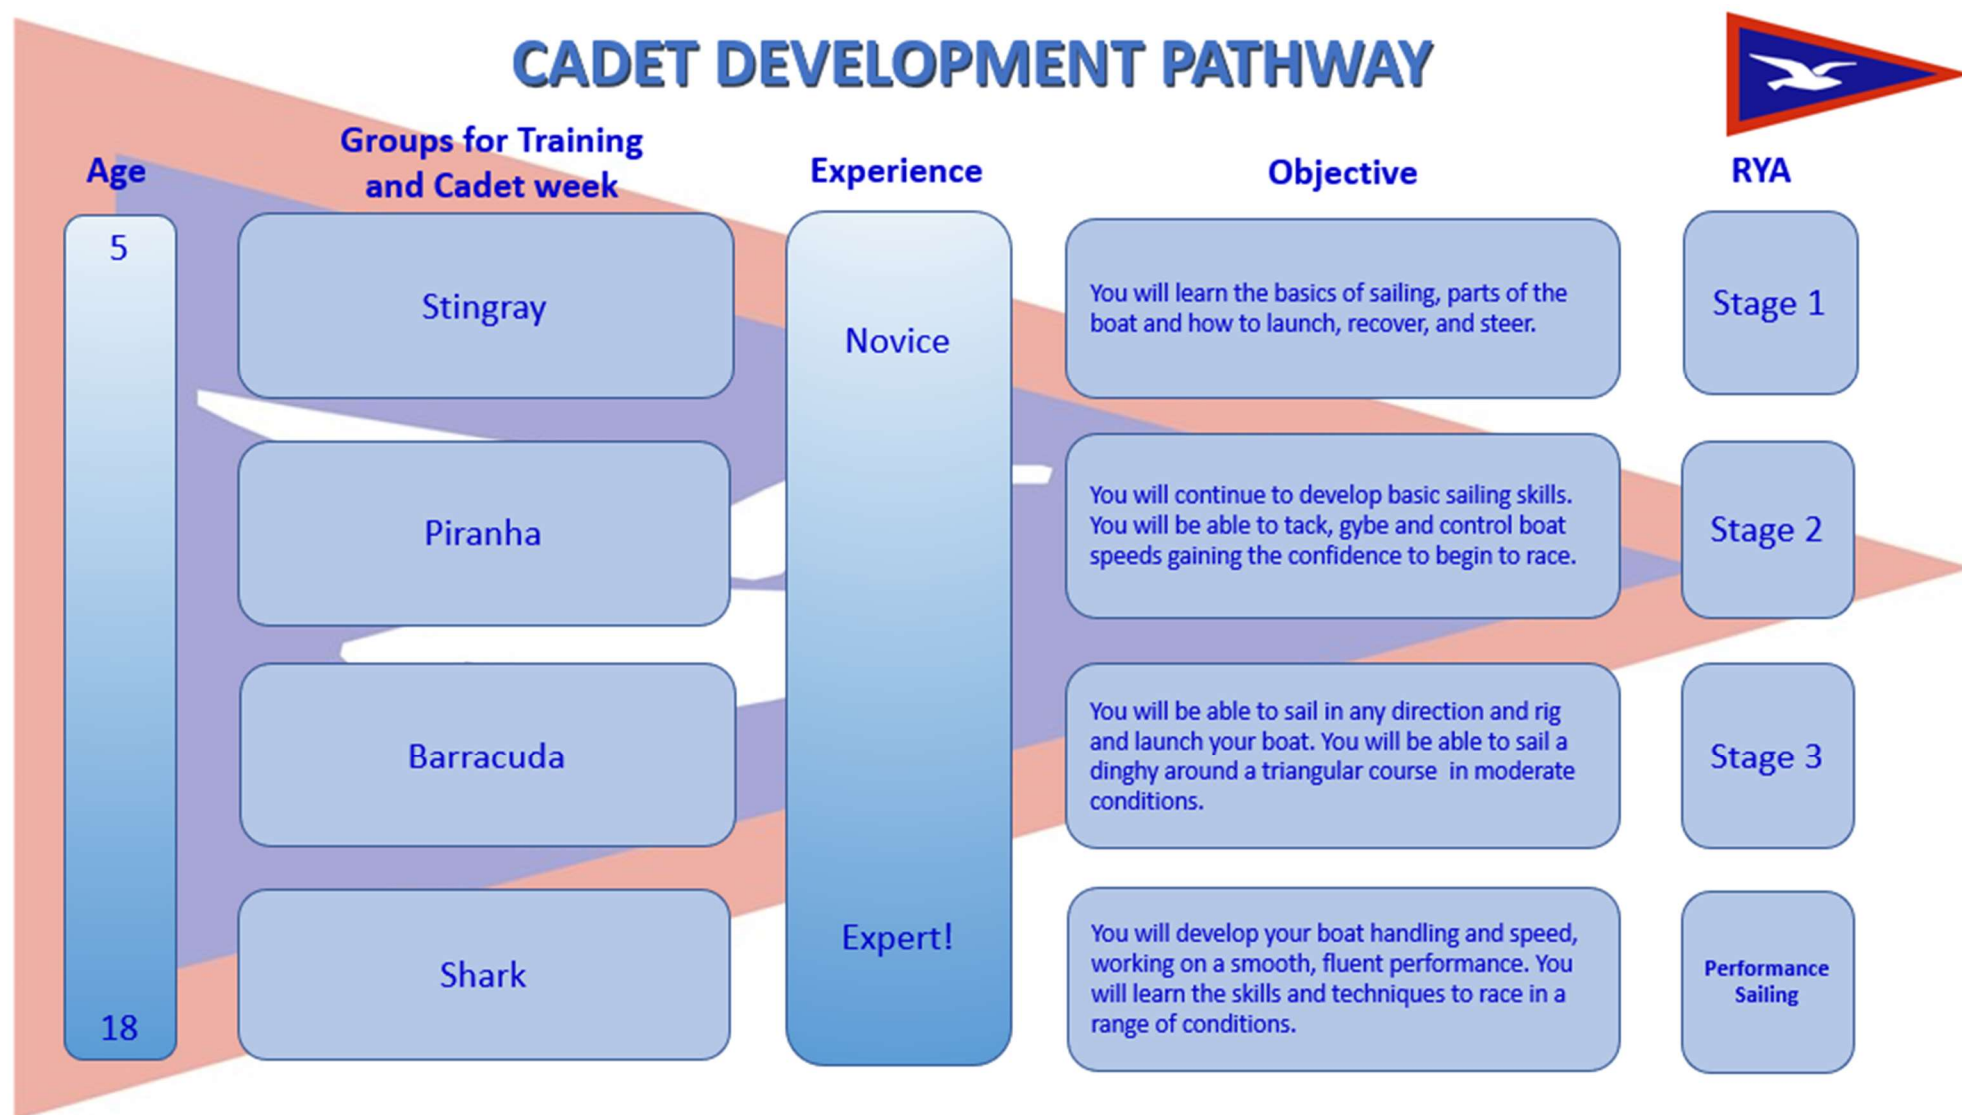 CADET DEVELOPMENT PATHWAY
Age
Groups for Training
and Cadet week
Experience
Objective
RYA
5
18
Novice
Expert!
Stingray
You will learn the basics of sailing, parts of the
boat and how to launch, recover, and steer.
Stage 1
Piranha
You will continue to develop basic sailing skills.
You will be able to tack, gybe and control boat
speeds gaining the confidence to begin to race.
Stage 2
Barracuda
You will be able to sail in any direction and rig
and launch your boat. You will be able to sail a
dinghy around a triangular course  in moderate
conditions.
Stage 3
Shark
You will develop your boat handling and speed,
working on a smooth, fluent performance. You
will learn the skills and techniques to race in a
range of conditions.
Performance
Sailing